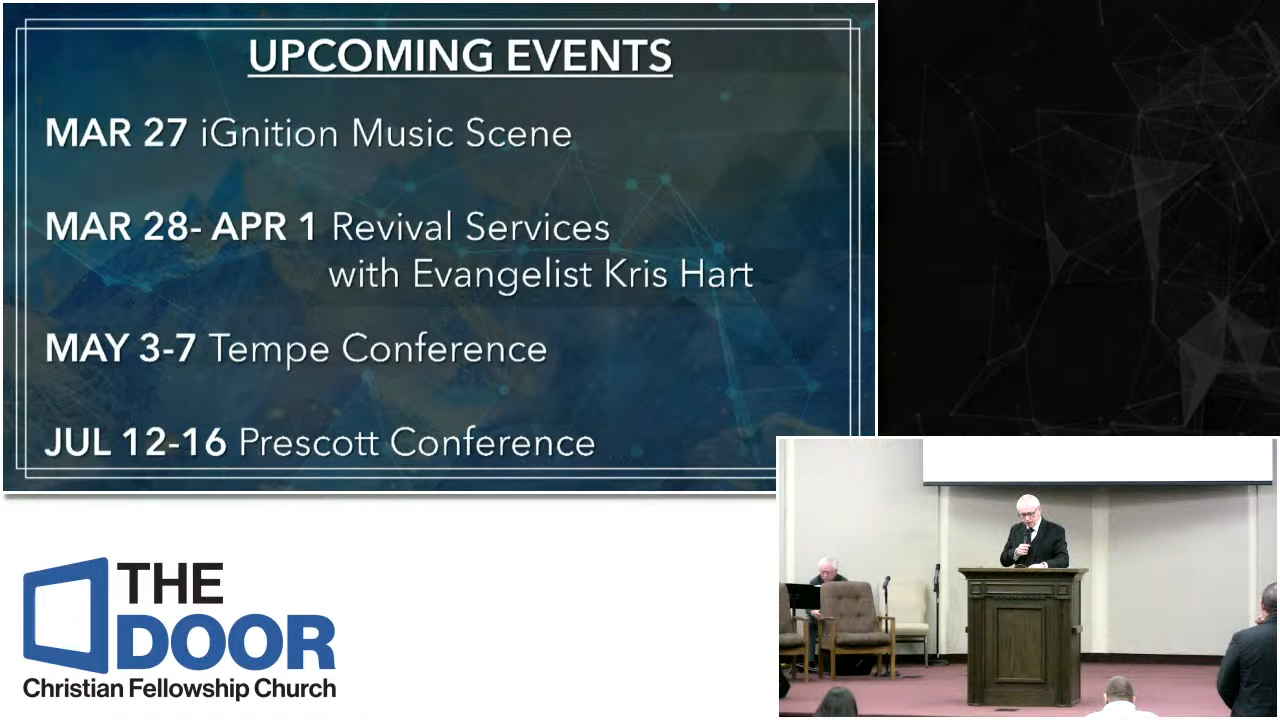 UPCOMING EVENTS
MAR 27 iGnition Music Scene
MAR 28- APR 1 Revival Services
with Evangelist Kris Hart
MAY 3-7 Tempe Conference
JUL 12-16 Prescott Conference
THE
DOOR
Christian Fellowship Church